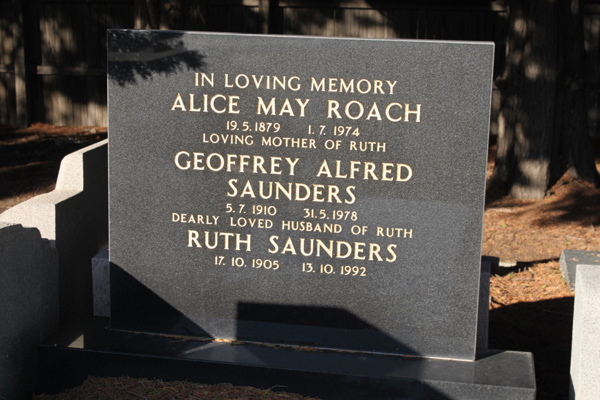 IN LOVING MEMORY
ALICE MAY ROACH
19.5.1879 1.7.1974
LOVING MOTHER OF RUTH
GEOFFREY ALFRED
SAUNDERS
5.7.1910 31.5.1978
DEARLY LOVED HUSBAND OF RUTH
RUTH SAUNDERS
17.10.1905 13.10.1992